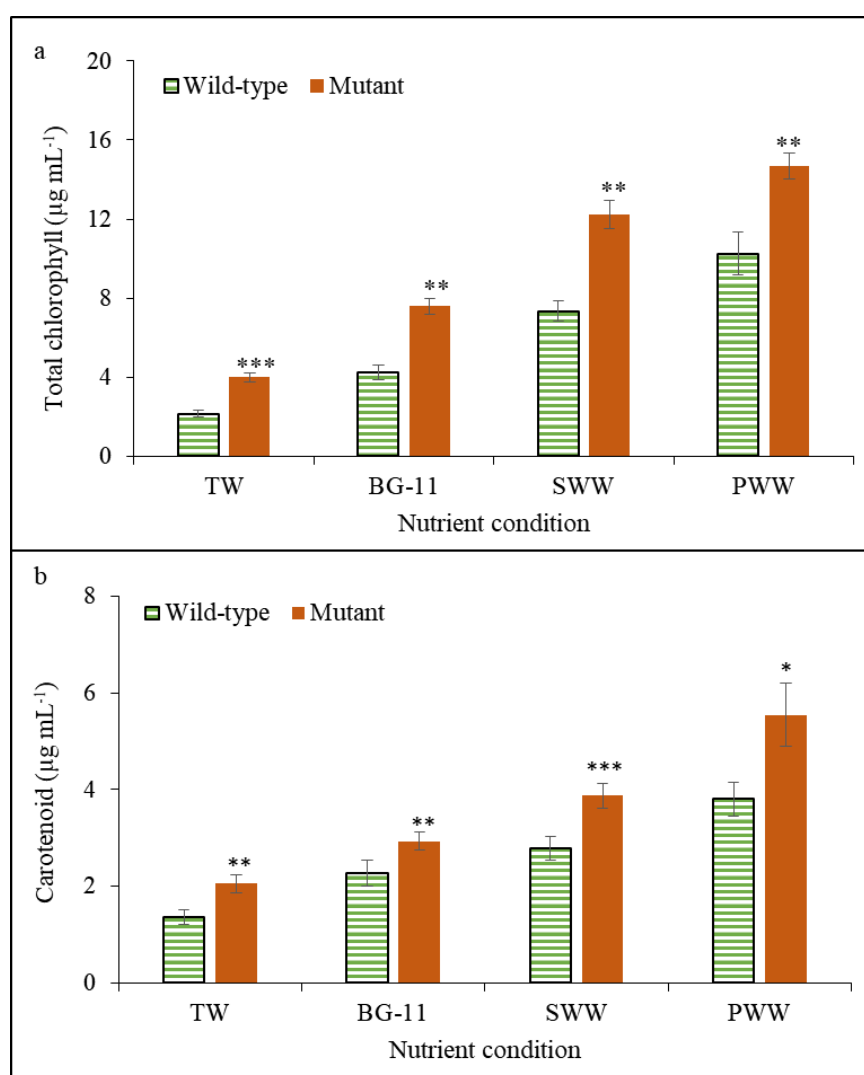 a
20
Wild-type Mutant
16
12
8
4
0
Total chlorophyll (µg mL⁻¹)
** ** ** ***
TW BG-11 SWW PWW
Nutrient condition
b
8
Wild-type Mutant
6
4
2
0
Carotenoid (µg mL⁻¹)
* *** ** **
TW BG-11 SWW PWW
Nutrient condition